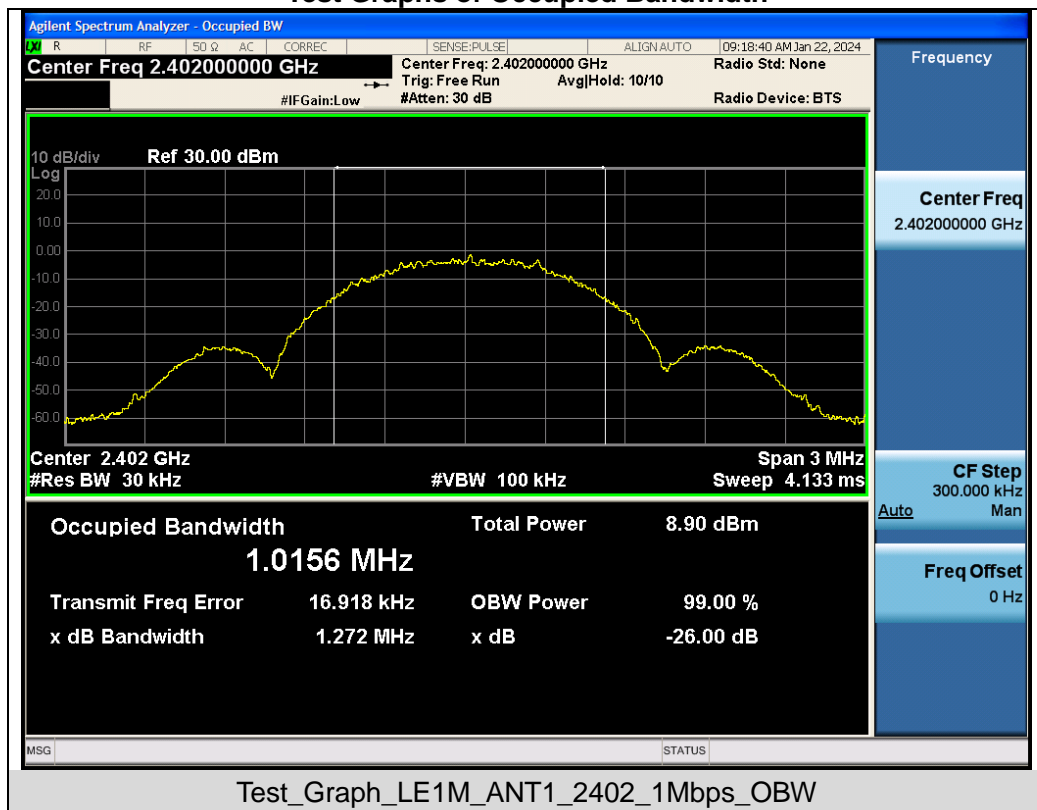 Test Graphs of Occupied Bandwidth
Agilent Spectrum Analyzer - Occupied BW
LXI R RF 50 Ω AC CORREC SENSE:PULSE ALIGN AUTO 09:18:40 AM Jan 22, 2024
Center Freq 2.402000000 GHz
Center Freq: 2.402000000 GHz Radio Std: None
Trig: Free Run Avg|Hold: 10/10
#IFGain:Low #Atten: 30 dB Radio Device: BTS
Frequency
10 dB/div Ref 30.00 dBm
Log
20.0
10.0
0.00
-10.0
-20.0
-30.0
-40.0
-50.0
-60.0
Center 2.402 GHz Span 3 MHz
#Res BW 30 kHz #VBW 100 kHz Sweep 4.133 ms
Center Freq
2.402000000 GHz
CF Step
300.000 kHz
Auto Man
Freq Offset
0 Hz
Occupied Bandwidth Total Power 8.90 dBm
1.0156 MHz
Transmit Freq Error 16.918 kHz OBW Power 99.00 %
x dB Bandwidth 1.272 MHz x dB -26.00 dB
MSG STATUS
Test_Graph_LE1M_ANT1_2402_1Mbps_OBW